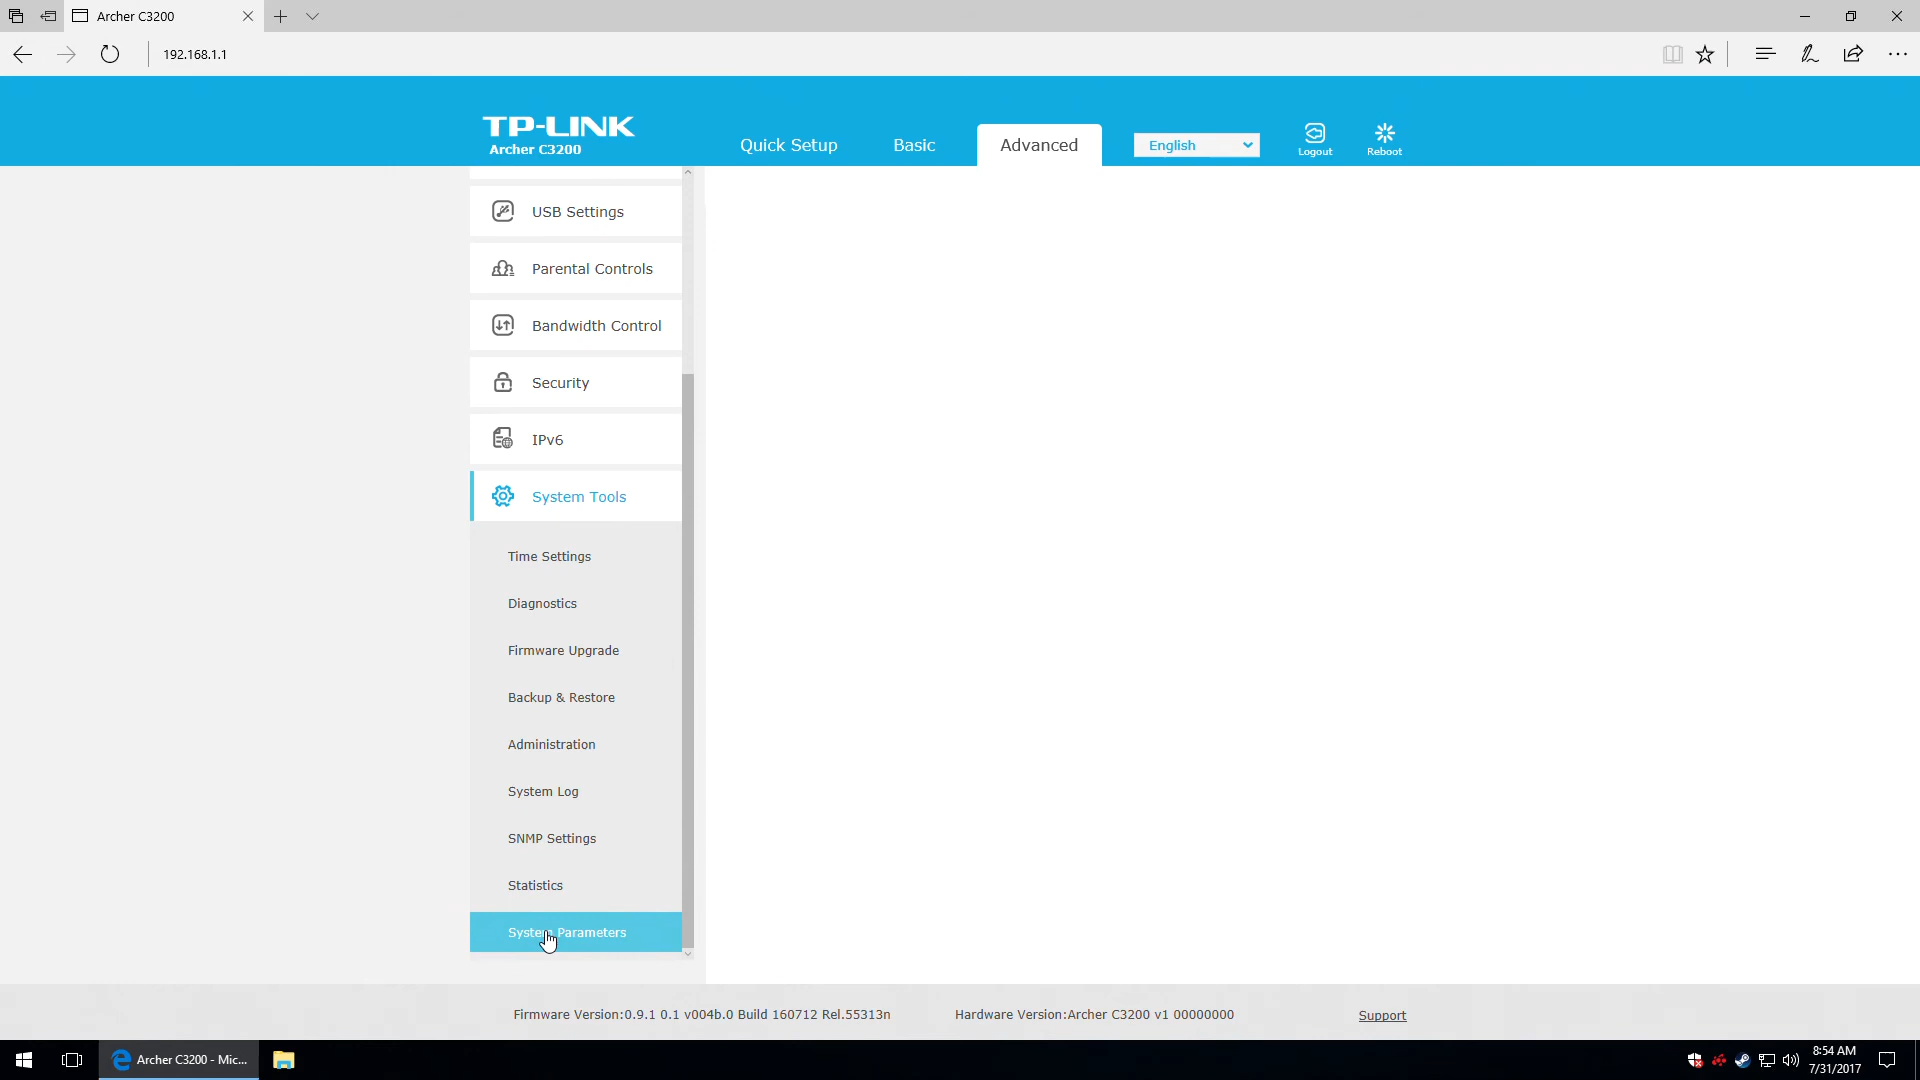 Archer C3200
192.168.1.1
TP-LINK
Archer C3200
Quick Setup
Basic
Advanced
English
Logout
Reboot
USB Settings
Parental Controls
Bandwidth Control
Security
IPv6
System Tools
Time Settings
Diagnostics
Firmware Upgrade
Backup & Restore
Administration
System Log
SNMP Settings
Statistics
System Parameters
Firmware Version:0.9.1 0.1 v004b.0 Build 160712 Rel.55313n
Hardware Version:Archer C3200 v1 00000000
Support
Archer C3200 - Mic...
8:54 AM
7/31/2017